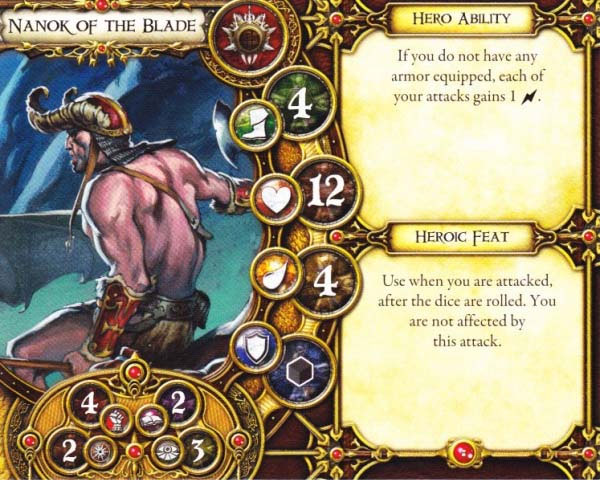 NANOK OF THE BLADE
4
12
4
4
2
2
3
HERO ABILITY
If you do not have any
armor equipped, each of
your attacks gains 1 .
HEROIC FEAT
Use when you are attacked,
after the dice are rolled. You
are not affected by
this attack.